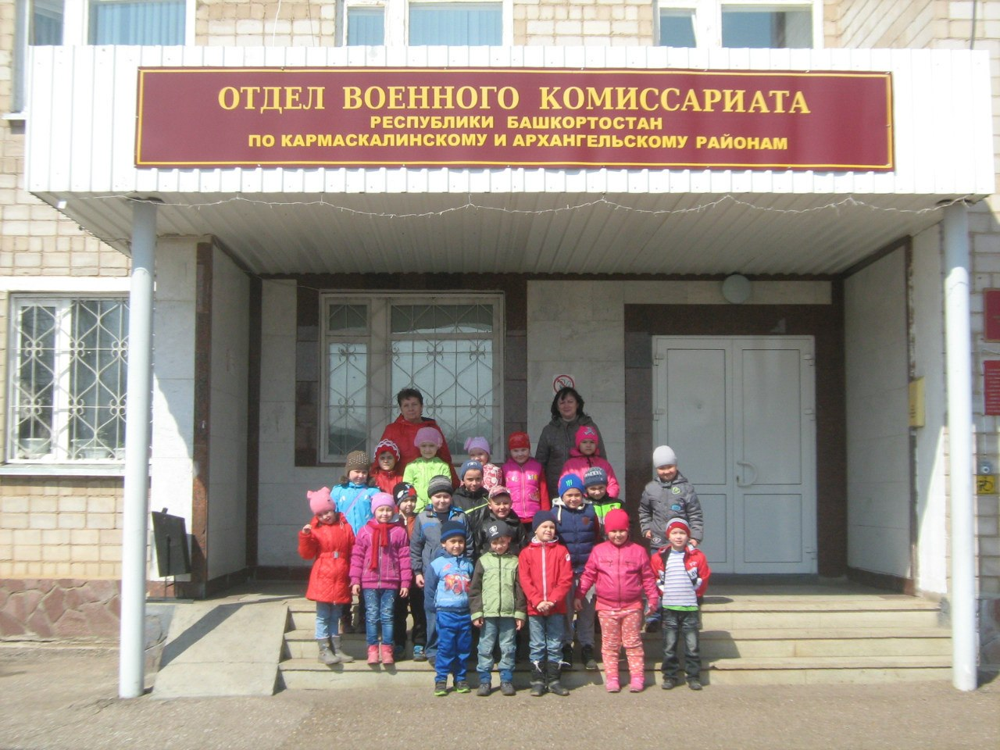 ОТДЕЛ ВОЕННОГО КОМИССАРИАТА
РЕСПУБЛИКИ БАШКОРТОСТАН
ПО КАРМАСКАЛИНСКОМУ И АРХАНГЕЛЬСКОМУ РАЙОНАМ